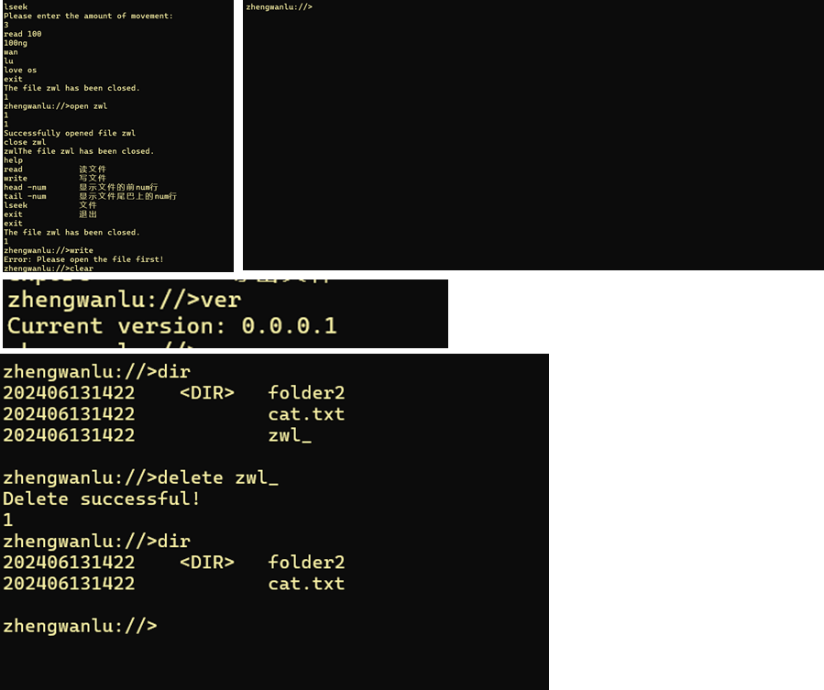 lseek
Please enter the amount of movement:
3
read 100
100ng
wan
lu
love os
exit
The file zwl has been closed.
1
zhengwanlu://>open zwl
1
1
Successfully opened file zwl
close zwl
zwlThe file zwl has been closed.
help
read 读文件
write 写文件
head -num 显示文件的前num行
tail -num 显示文件尾巴上的num行
lseek 文件
exit 退出
exit
The file zwl has been closed.
1
zhengwanlu://>write
Error: Please open the file first!
zhengwanlu://>clear
zhengwanlu://>
zhengwanlu://>ver
Current version: 0.0.0.1
zhengwanlu://>dir
202406131422 <DIR> folder2
202406131422 cat.txt
202406131422 zwl_
zhengwanlu://>delete zwl_
Delete successful!
1
zhengwanlu://>dir
202406131422 <DIR> folder2
202406131422 cat.txt
zhengwanlu://>